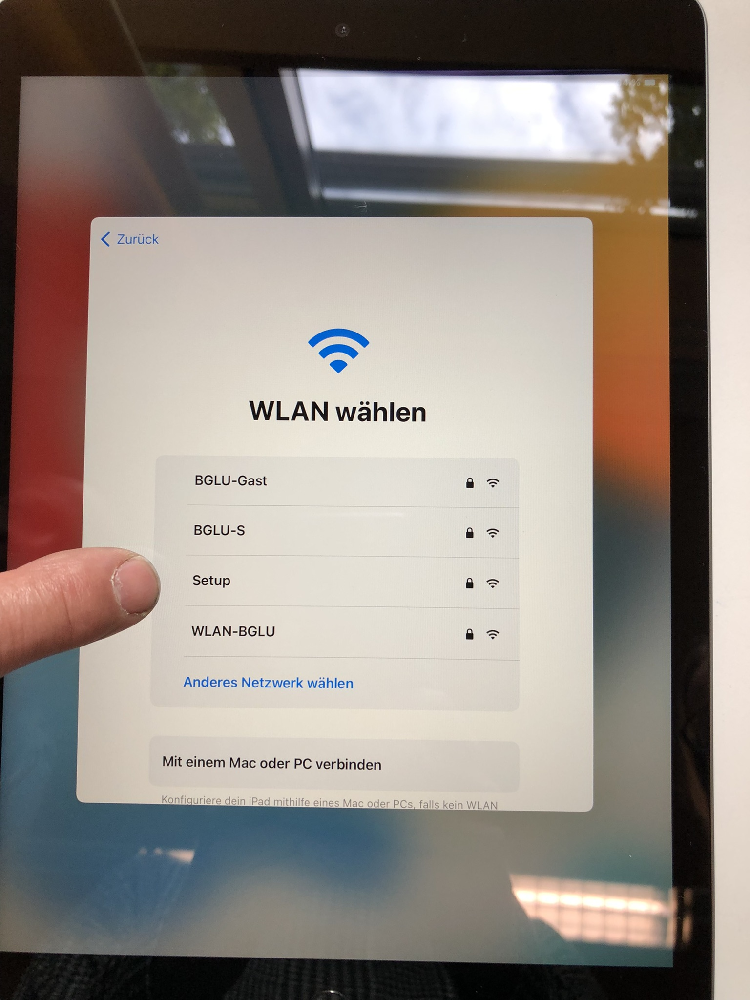 Zurück
WLAN wählen
BGLU-Gast
BGLU-S
Setup
WLAN-BGLU
Anderes Netzwerk wählen
Mit einem Mac oder PC verbinden
Konfiguriere dein iPad mithilfe eines Mac oder PCs, falls kein WLAN